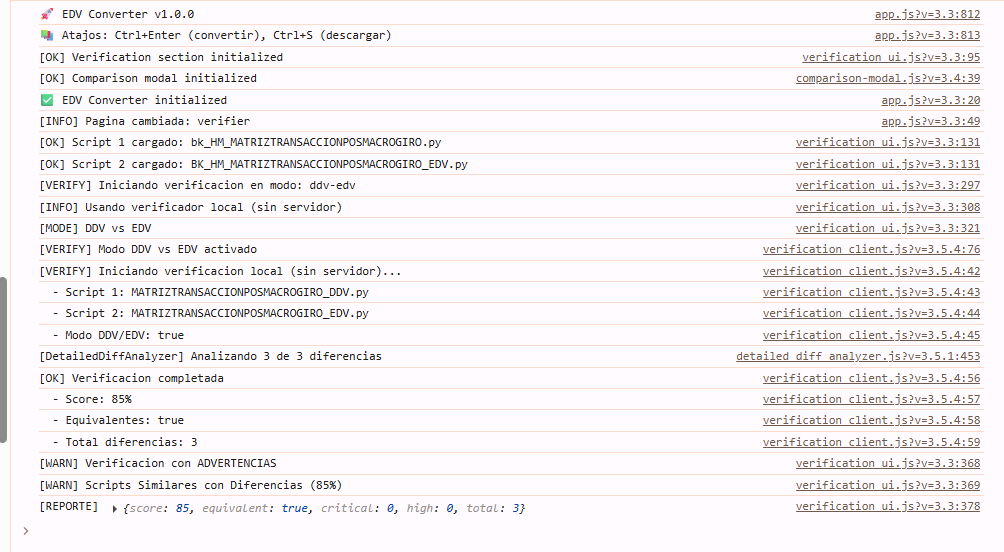 🚀 EDV Converter v1.0.0 app.js?v=3.3:812
📚 Atajos: Ctrl+Enter (convertir), Ctrl+S (descargar) app.js?v=3.3:813
[OK] Verification section initialized verification_ui.js?v=3.3:95
[OK] Comparison modal initialized comparison-modal.js?v=3.4:39
✅ EDV Converter initialized app.js?v=3.3:20
[INFO] Pagina cambiada: verifier app.js?v=3.3:49
[OK] Script 1 cargado: bk_HM_MATRIZTRANSACCIONPOSMACROGIRO.py verification_ui.js?v=3.3:131
[OK] Script 2 cargado: BK_HM_MATRIZTRANSACCIONPOSMACROGIRO_EDV.py verification_ui.js?v=3.3:131
[VERIFY] Iniciando verificacion en modo: ddv-edv verification_ui.js?v=3.3:297
[INFO] Usando verificador local (sin servidor) verification_ui.js?v=3.3:308
[MODE] DDV vs EDV verification_ui.js?v=3.3:321
[VERIFY] Modo DDV vs EDV activado verification_client.js?v=3.5.4:76
[VERIFY] Iniciando verificacion local (sin servidor)... verification_client.js?v=3.5.4:42
- Script 1: MATRIZTRANSACCIONPOSMACROGIRO_DDV.py verification_client.js?v=3.5.4:43
- Script 2: MATRIZTRANSACCIONPOSMACROGIRO_EDV.py verification_client.js?v=3.5.4:44
- Modo DDV/EDV: true verification_client.js?v=3.5.4:45
[DetailedDiffAnalyzer] Analizando 3 de 3 diferencias detailed_diff_analyzer.js?v=3.5.1:453
[OK] Verificacion completada verification_client.js?v=3.5.4:56
- Score: 85% verification_client.js?v=3.5.4:57
- Equivalentes: true verification_client.js?v=3.5.4:58
- Total diferencias: 3 verification_client.js?v=3.5.4:59
[WARN] Verificacion con ADVERTENCIAS verification_ui.js?v=3.3:368
[WARN] Scripts Similares con Diferencias (85%) verification_ui.js?v=3.3:369
[REPORTE] ▶ {score: 85, equivalent: true, critical: 0, high: 0, total: 3} verification_ui.js?v=3.3:378